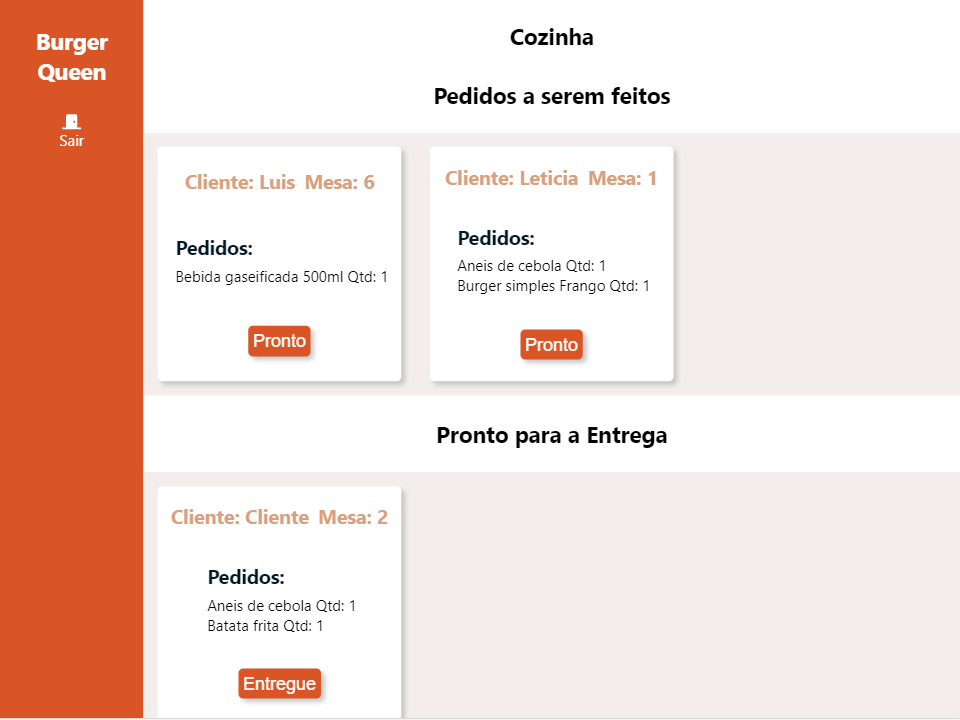 Burger
Queen
Sair
Cozinha
Pedidos a serem feitos
Cliente: Luis Mesa: 6
Pedidos:
Bebida gaseificada 500ml Qtd: 1
Pronto
Cliente: Leticia Mesa: 1
Pedidos:
Aneis de cebola Qtd: 1
Burger simples Frango Qtd: 1
Pronto
Pronto para a Entrega
Cliente: Cliente Mesa: 2
Pedidos:
Aneis de cebola Qtd: 1
Batata frita Qtd: 1
Entregue